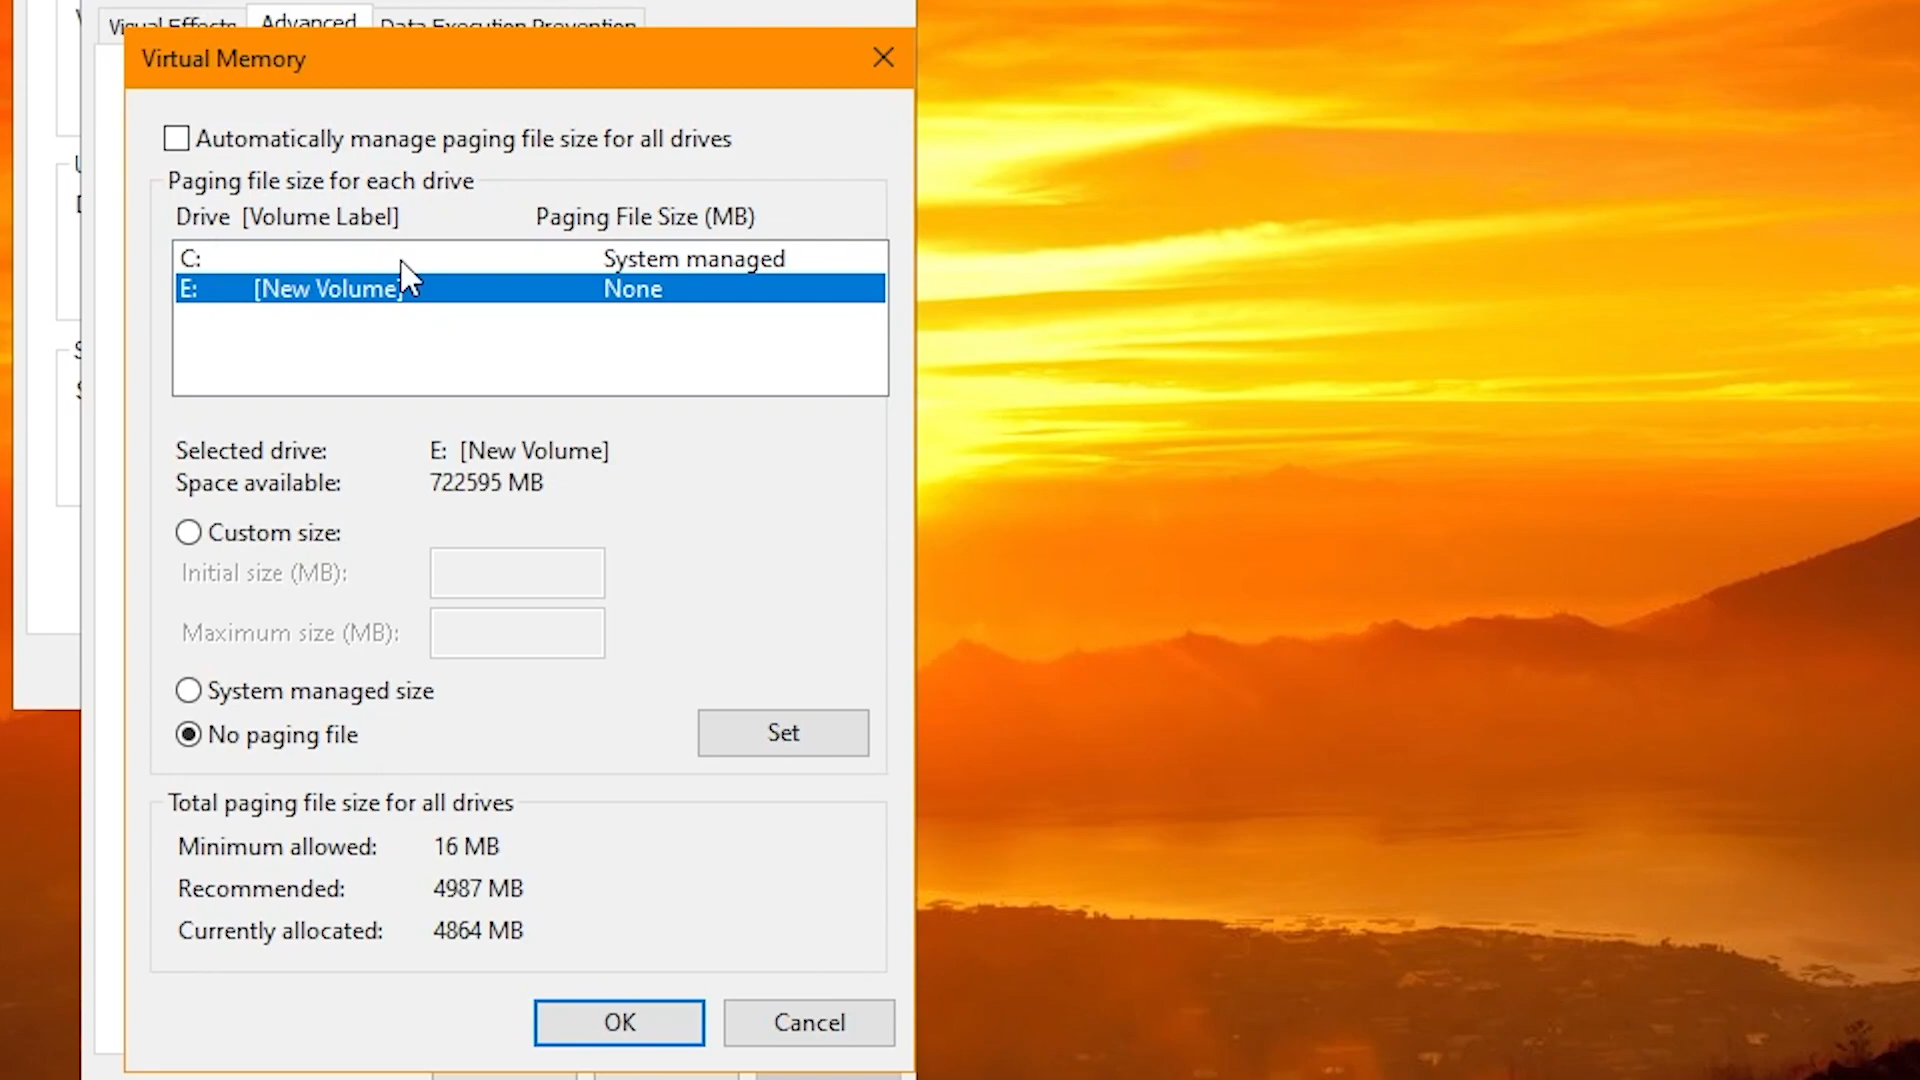 Visual Effects Advanced Data Execution Prevention
Virtual Memory
Automatically manage paging file size for all drives
Paging file size for each drive
Drive [Volume Label] Paging File Size (MB)
C: System managed
E: [New Volume] None
Selected drive: E: [New Volume]
Space available: 722595 MB
Custom size:
Initial size (MB):
Maximum size (MB):
System managed size
No paging file
Set
Total paging file size for all drives
Minimum allowed: 16 MB
Recommended: 4987 MB
Currently allocated: 4864 MB
OK Cancel